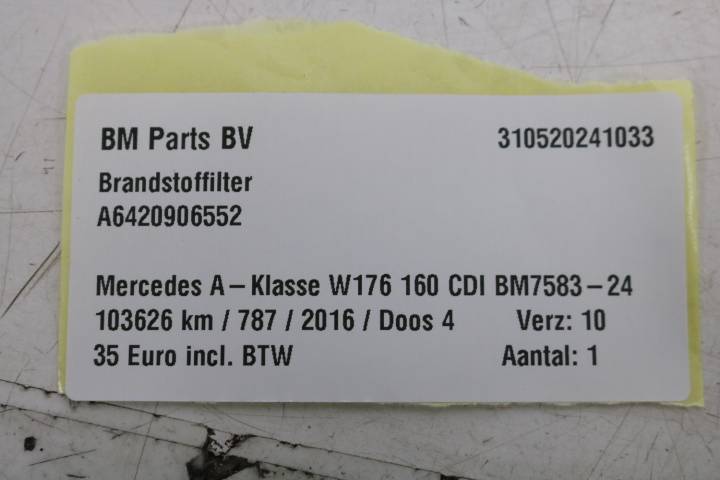 BM Parts BV 310520241033
Brandstoffilter
A6420906552
Mercedes A-Klasse W176 160 CDI BM7583-24
103626 km / 787 / 2016 / Doos 4 Verz: 10
35 Euro incl. BTW Aantal: 1